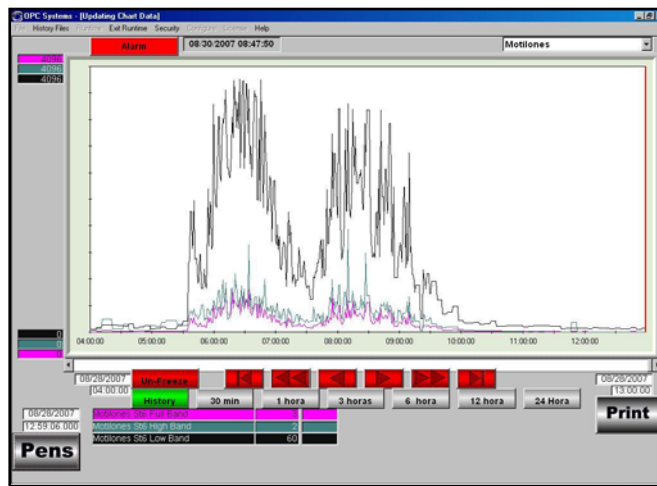 OPC Systems - [Updating Chart Data]
File History Files Runtime Exit Runtime Security Configure License Help
Alarm 08/30/2007 08:47:50 Motilones
4096
4096
4096
0
0
0
04:00:00 05:00:00 06:00:00 07:00:00 08:00:00 09:00:00 10:00:00 11:00:00 12:00:00
08/28/2007 Un-Freeze 08/28/2007
04:00:00 13:00:00
History 30 min 1 hora 3 horas 6 hora 12 hora 24 Hora
08/28/2007 Motilones St6 Full Band
12:59:06.000 Motilones St6 High Band 2
Motilones St6 Low Band 60
Pens
Print